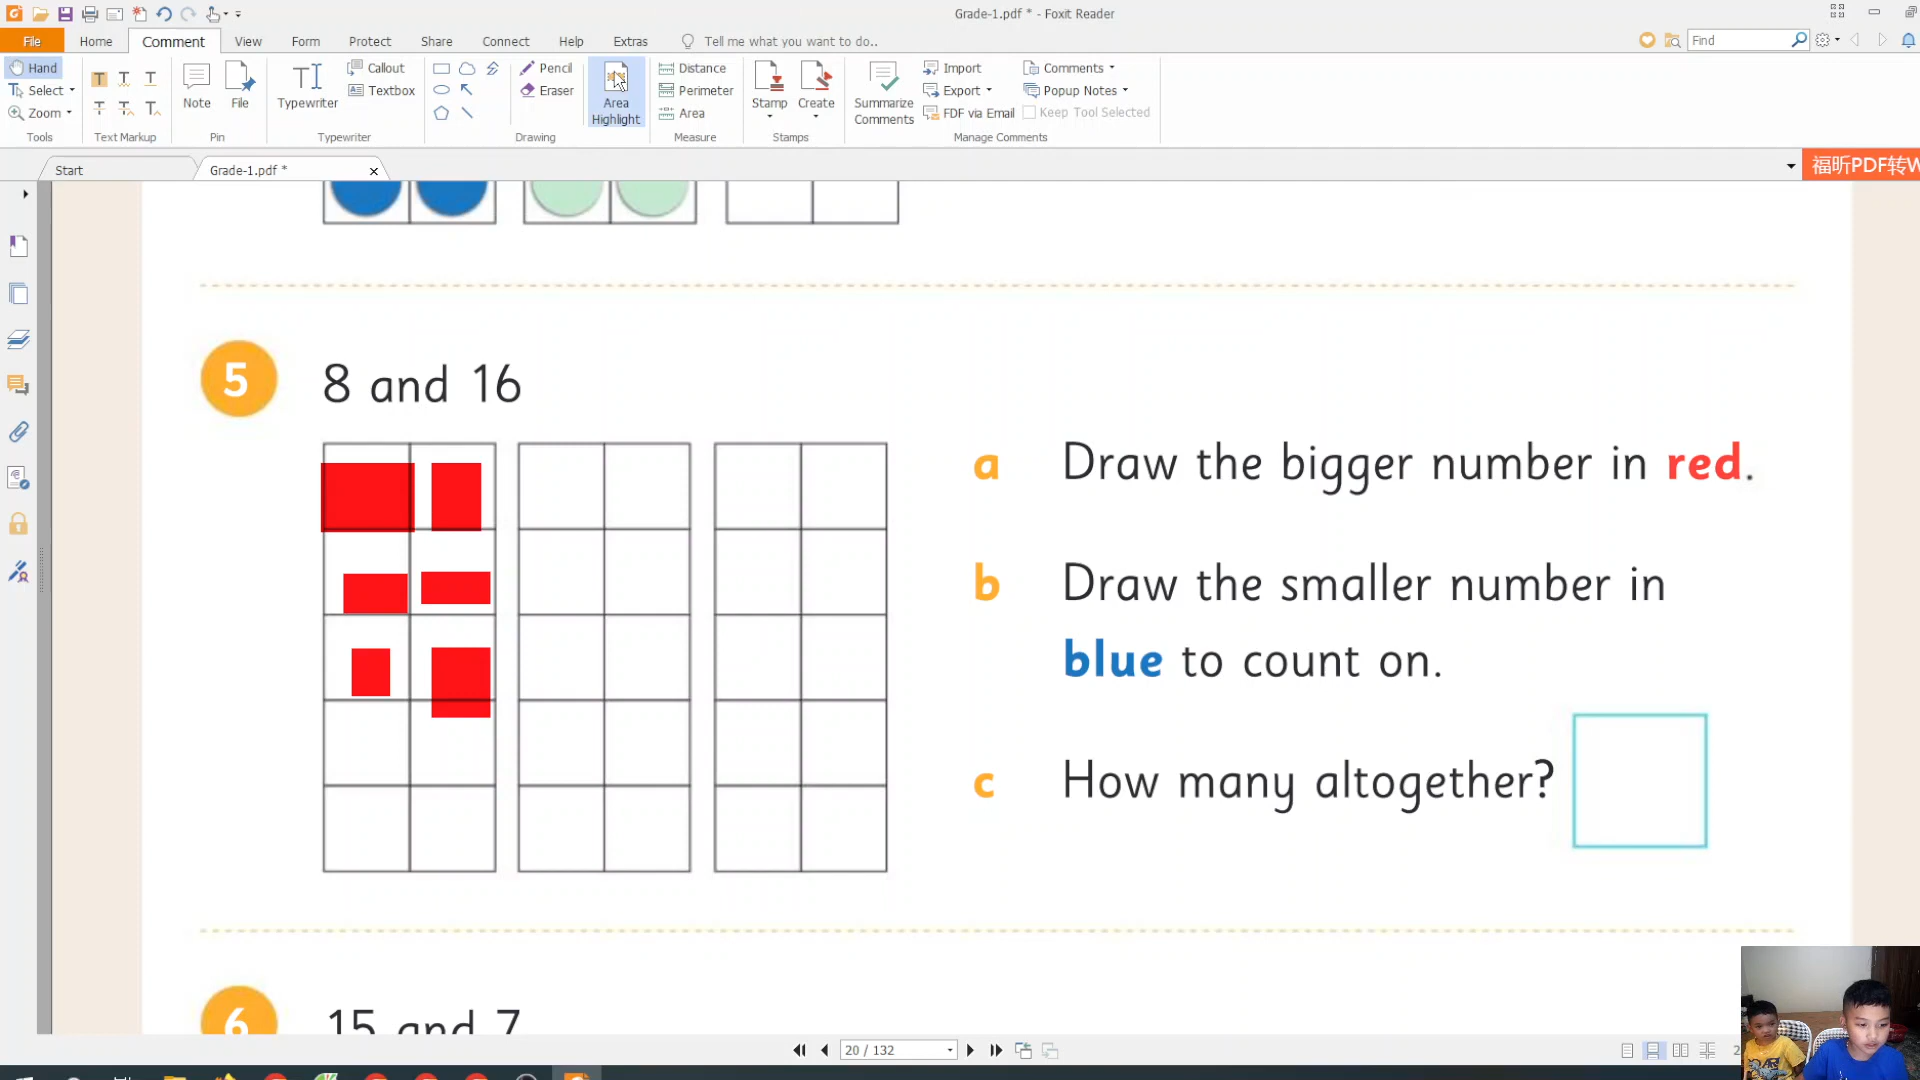 Grade-1.pdf * - Foxit Reader
File Home Comment View Form Protect Share Connect Help Extras Tell me what you want to do.. Find
Hand Callout Pencil Distance Import Comments
Select Note File Typewriter Textbox Eraser Area Highlight Perimeter Stamp Create Summarize Comments Export Popup Notes
Zoom Area FDF via Email Keep Tool Selected
Tools Text Markup Pin Typewriter Drawing Measure Stamps Manage Comments
Start Grade-1.pdf * 福昕PDF转W
5 8 and 16
a Draw the bigger number in red.
b Draw the smaller number in
blue to count on.
c How many altogether?
6 15 and 7
20 / 132